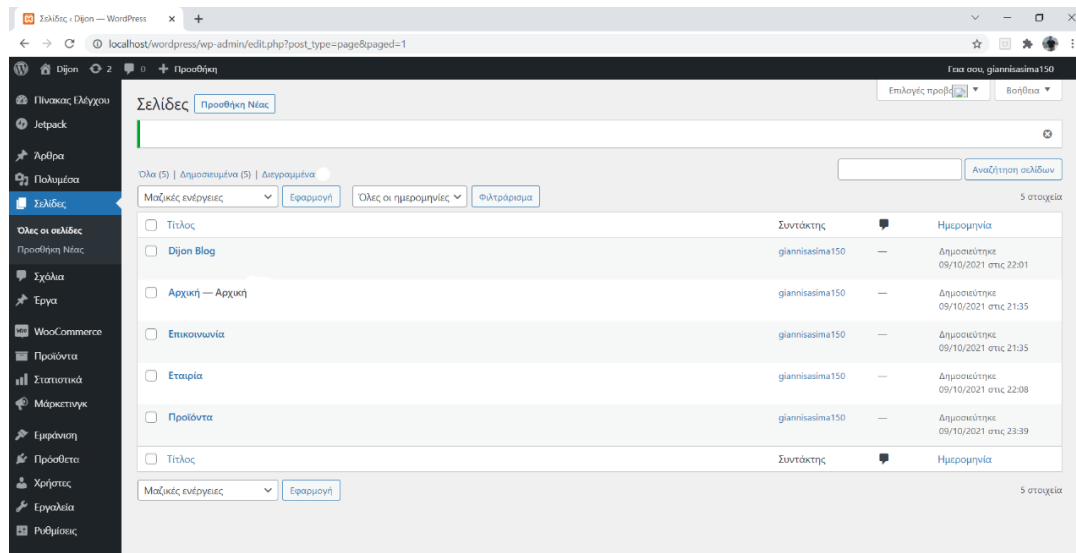 Σελίδες ‹ Dijon — WordPress
localhost/wordpress/wp-admin/edit.php?post_type=page&paged=1
Dijon 2 0 Προσθήκη Γεια σου, giannisasima150
Πίνακας Ελέγχου
Jetpack
Άρθρα
Πολυμέσα
Σελίδες
Όλες οι σελίδες
Προσθήκη Νέας
Σχόλια
Έργα
WooCommerce
Προϊόντα
Στατιστικά
Μάρκετινγκ
Εμφάνιση
Πρόσθετα
Χρήστες
Εργαλεία
Ρυθμίσεις
Επιλογές Βοήθεια
Σελίδες Προσθήκη Νέας
Όλα (5) | Δημοσιευμένα (5) | Διεγραμμένα
Αναζήτηση σελίδων
Μαζικές ενέργειες Εφαρμογή Όλες οι ημερομηνίες Φιλτράρισμα 5 στοιχεία
Τίτλος Συντάκτης Ημερομηνία
Dijon Blog giannisasima150 — Δημοσιεύτηκε
09/10/2021 στις 22:01
Αρχική — Αρχική giannisasima150 — Δημοσιεύτηκε
09/10/2021 στις 21:35
Επικοινωνία giannisasima150 — Δημοσιεύτηκε
09/10/2021 στις 21:35
Εταιρία giannisasima150 — Δημοσιεύτηκε
09/10/2021 στις 22:08
Προϊόντα giannisasima150 — Δημοσιεύτηκε
09/10/2021 στις 23:39
Τίτλος Συντάκτης Ημερομηνία
Μαζικές ενέργειες Εφαρμογή 5 στοιχεία